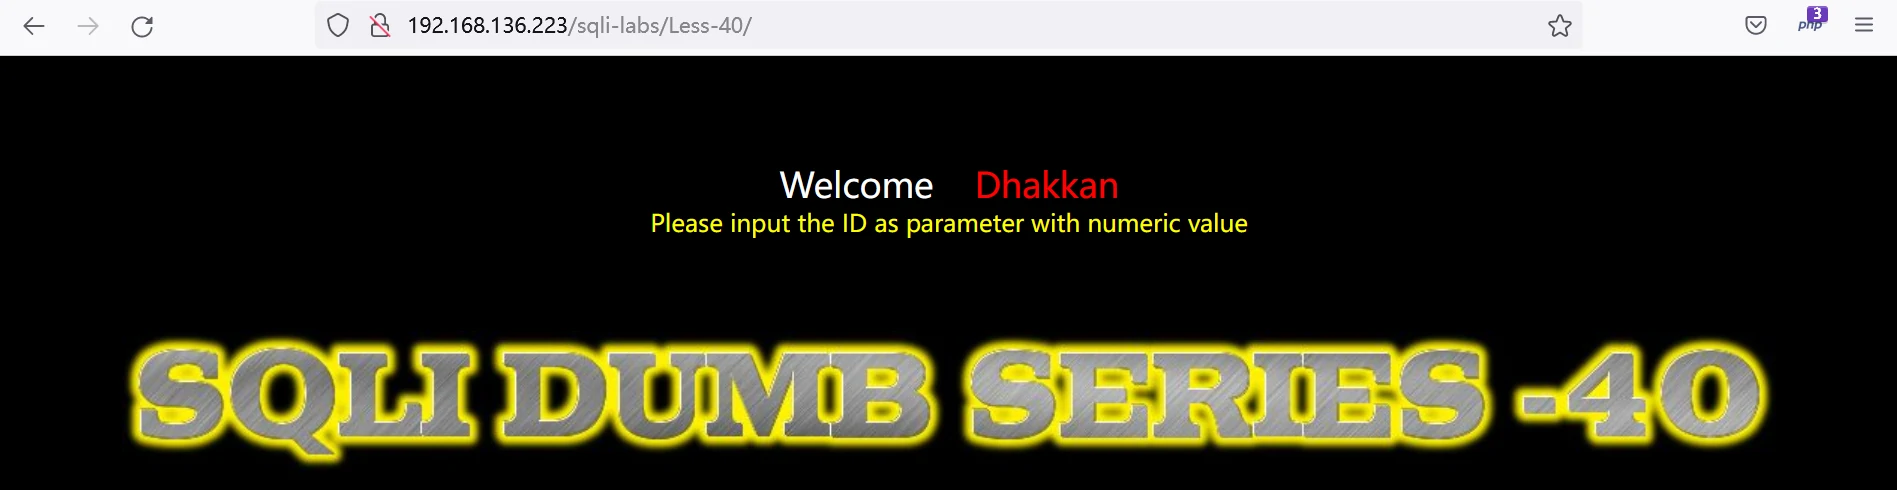 192.168.136.223/sqli-labs/Less-40/
php
3
Welcome Dhakkan
Please input the ID as parameter with numeric value
SQLI DUMB SERIES -40